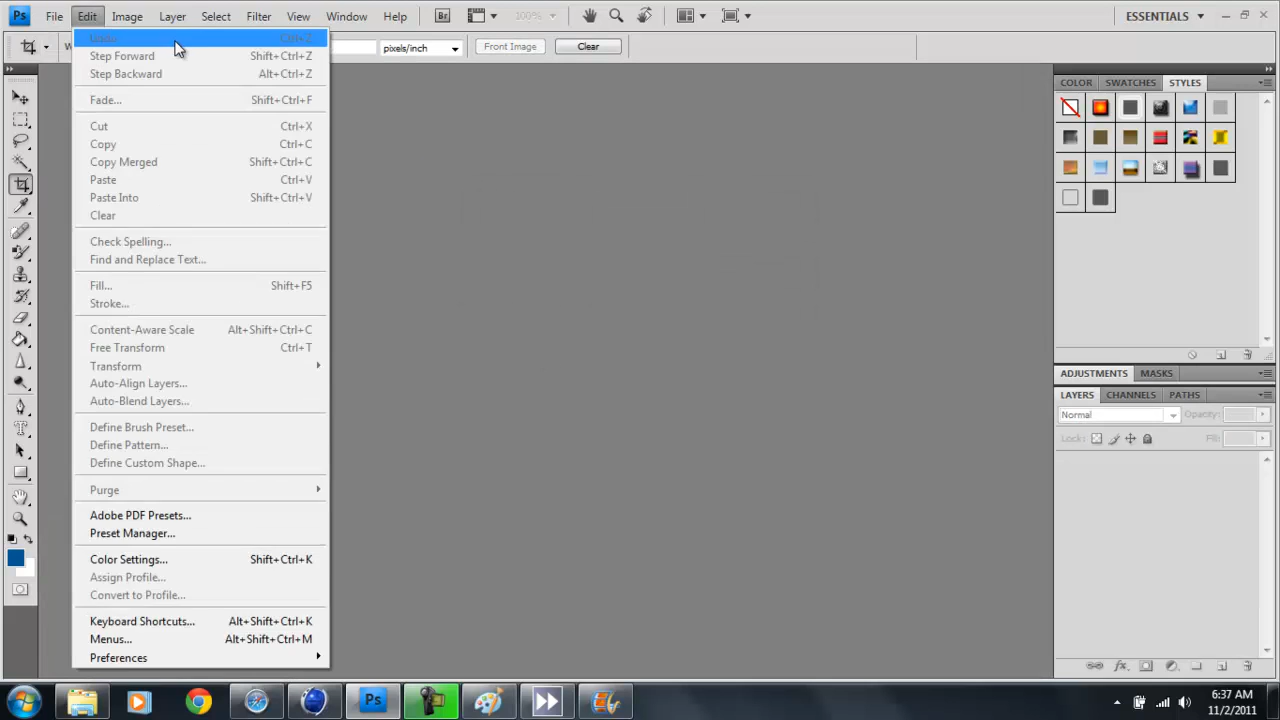 Ps File Edit Image Layer Select Filter View Window Help Br 100% ESSENTIALS
pixels/inch Front Image Clear
Ctrl+Z
Step Forward Shift+Ctrl+Z
Step Backward Alt+Ctrl+Z
Fade... Shift+Ctrl+F
Cut Ctrl+X
Copy Ctrl+C
Copy Merged Shift+Ctrl+C
Paste Ctrl+V
Paste Into Shift+Ctrl+V
Clear
Check Spelling...
Find and Replace Text...
Fill... Shift+F5
Stroke...
Content-Aware Scale Alt+Shift+Ctrl+C
Free Transform Ctrl+T
Transform
Auto-Align Layers...
Auto-Blend Layers...
Define Brush Preset...
Define Pattern...
Define Custom Shape...
Purge
Adobe PDF Presets...
Preset Manager...
Color Settings... Shift+Ctrl+K
Assign Profile...
Convert to Profile...
Keyboard Shortcuts... Alt+Shift+Ctrl+K
Menus... Alt+Shift+Ctrl+M
Preferences
COLOR SWATCHES STYLES
ADJUSTMENTS MASKS
LAYERS CHANNELS PATHS
Normal Opacity:
Lock: Fill:
Ps
6:37 AM
11/2/2011